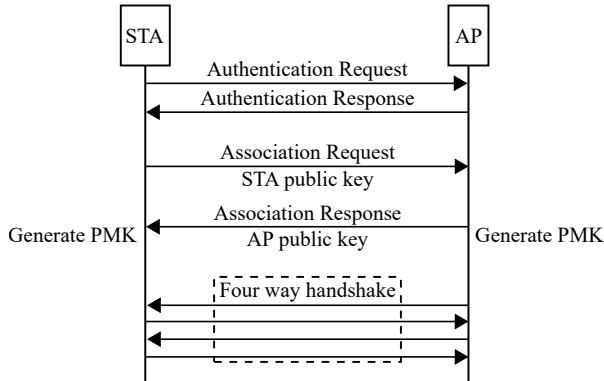 STA
AP
Authentication Request
Authentication Response
Association Request
STA public key
Association Response
Generate PMK
AP public key
Generate PMK
Four way handshake